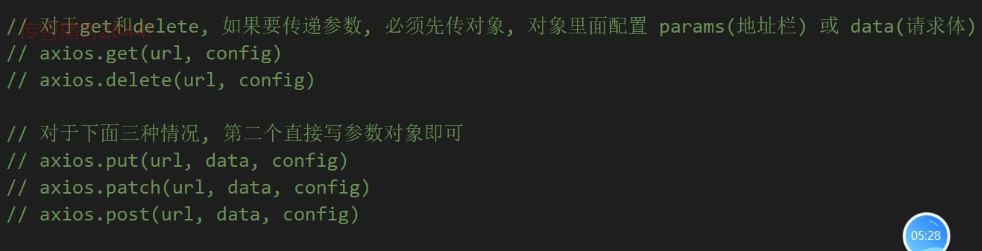 // 对于get和delete, 如果要传递参数, 必须先传对象, 对象里面配置 params(地址栏) 或 data(请求体)
// axios.get(url, config)
// axios.delete(url, config)
// 对于下面三种情况, 第二个直接写参数对象即可
// axios.put(url, data, config)
// axios.patch(url, data, config)
// axios.post(url, data, config)
05:28